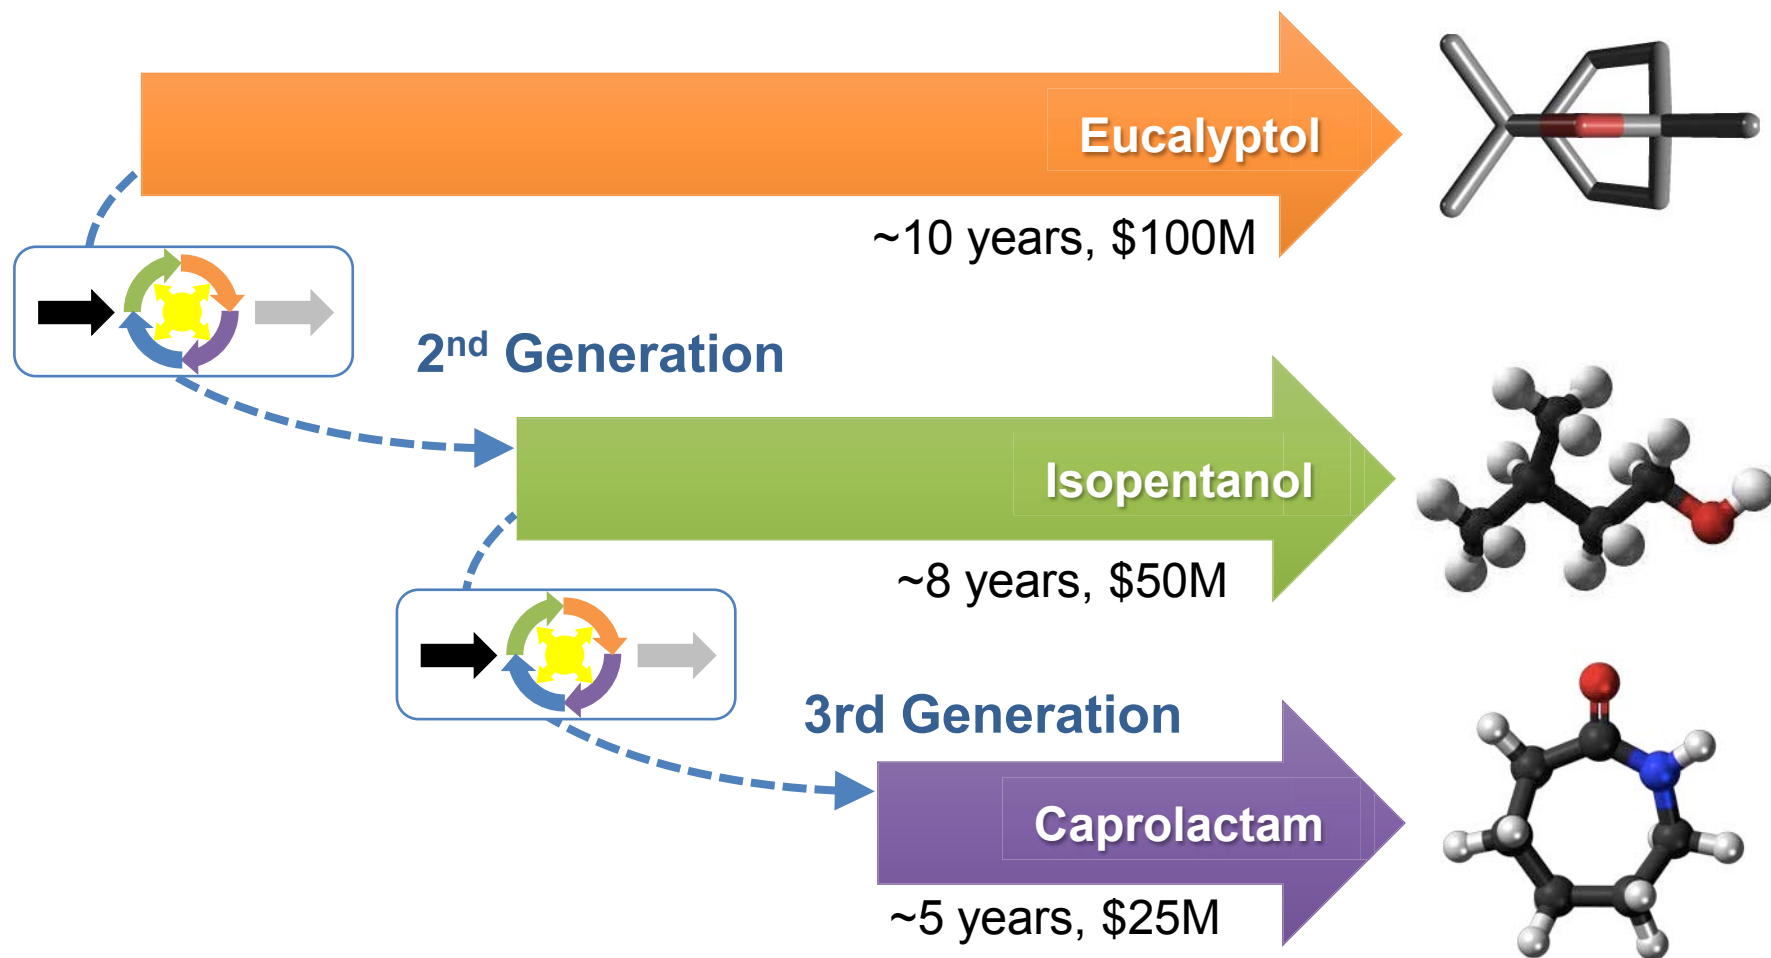 Eucalyptol
~10 years, $100M
2nd Generation
Isopentanol
~8 years, $50M
3rd Generation
Caprolactam
~5 years, $25M